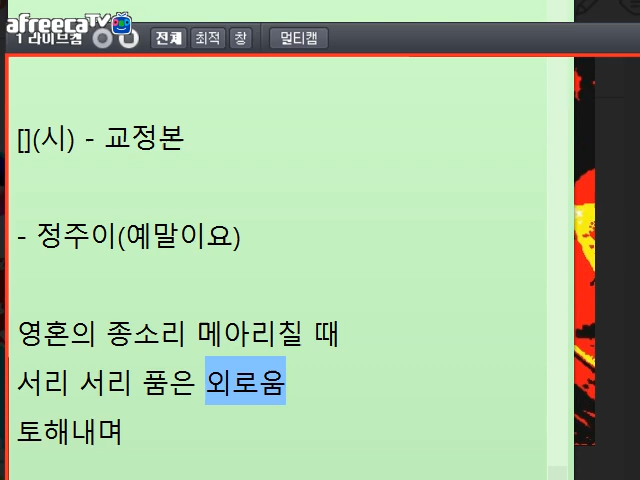 afreecaTV
1 라이브캠 전체 최적 창 멀티캠
[](시) - 교정본
- 정주이(예말이요)
영혼의 종소리 메아리칠 때
서리 서리 품은 외로움
토해내며